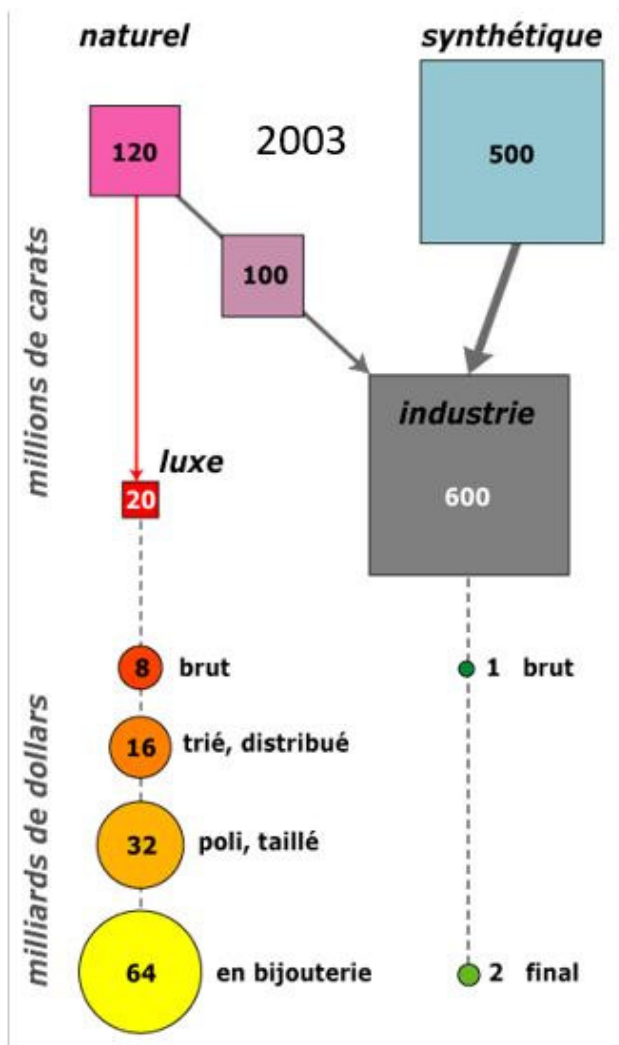 naturel
synthétique
120
2003
500
100
millions de carats
industrie
luxe
20
600
8 brut
1 brut
16 trié, distribué
milliards de dollars
32 poli, taillé
64 en bijouterie
2 final